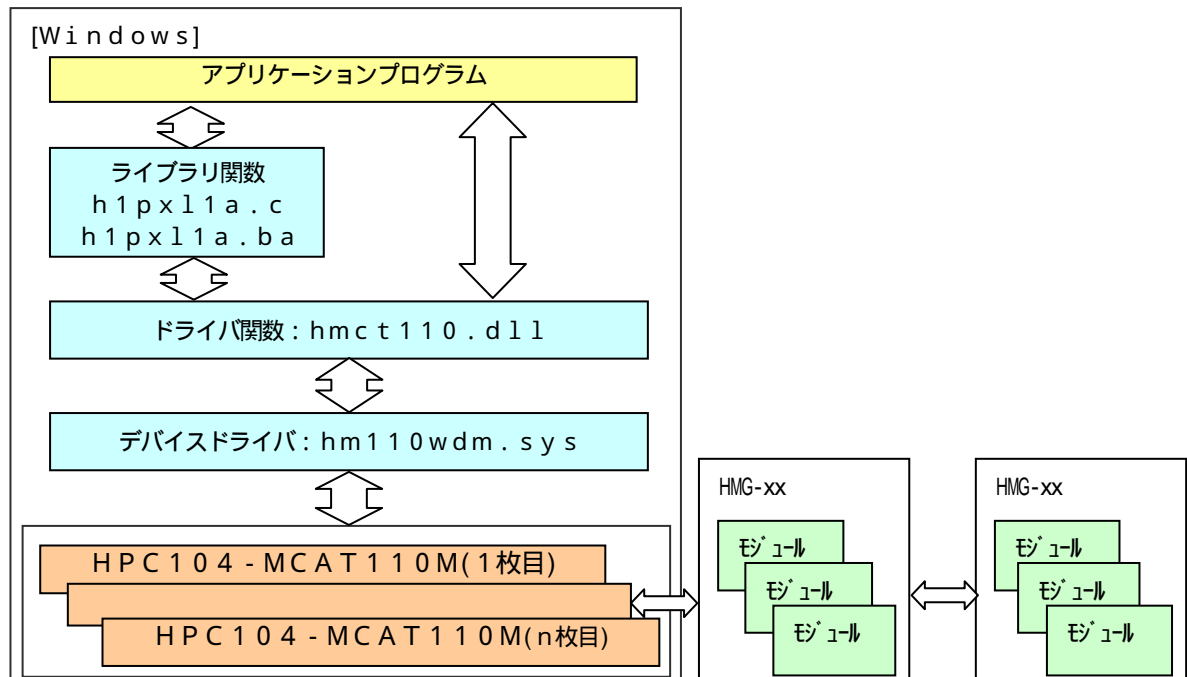 [Ｗｉｎｄｏｗｓ]
アプリケーションプログラム
ライブラリ関数
ｈ１ｐｘｌ１ａ．ｃ
ｈ１ｐｘｌ１ａ．ｂａ
ドライバ関数：ｈｍｃｔ１１０．ｄｌｌ
デバイスドライバ：ｈｍ１１０ｗｄｍ．ｓｙｓ
ＨＰＣ１０４－ＭＣＡＴ１１０Ｍ(１枚目)
ＨＰＣ１０４－ＭＣＡＴ１１０Ｍ(ｎ枚目)
HMG-xx
ﾓｼﾞｭｰﾙ
ﾓｼﾞｭｰﾙ
ﾓｼﾞｭｰﾙ
HMG-xx
ﾓｼﾞｭｰﾙ
ﾓｼﾞｭｰﾙ
ﾓｼﾞｭｰﾙ